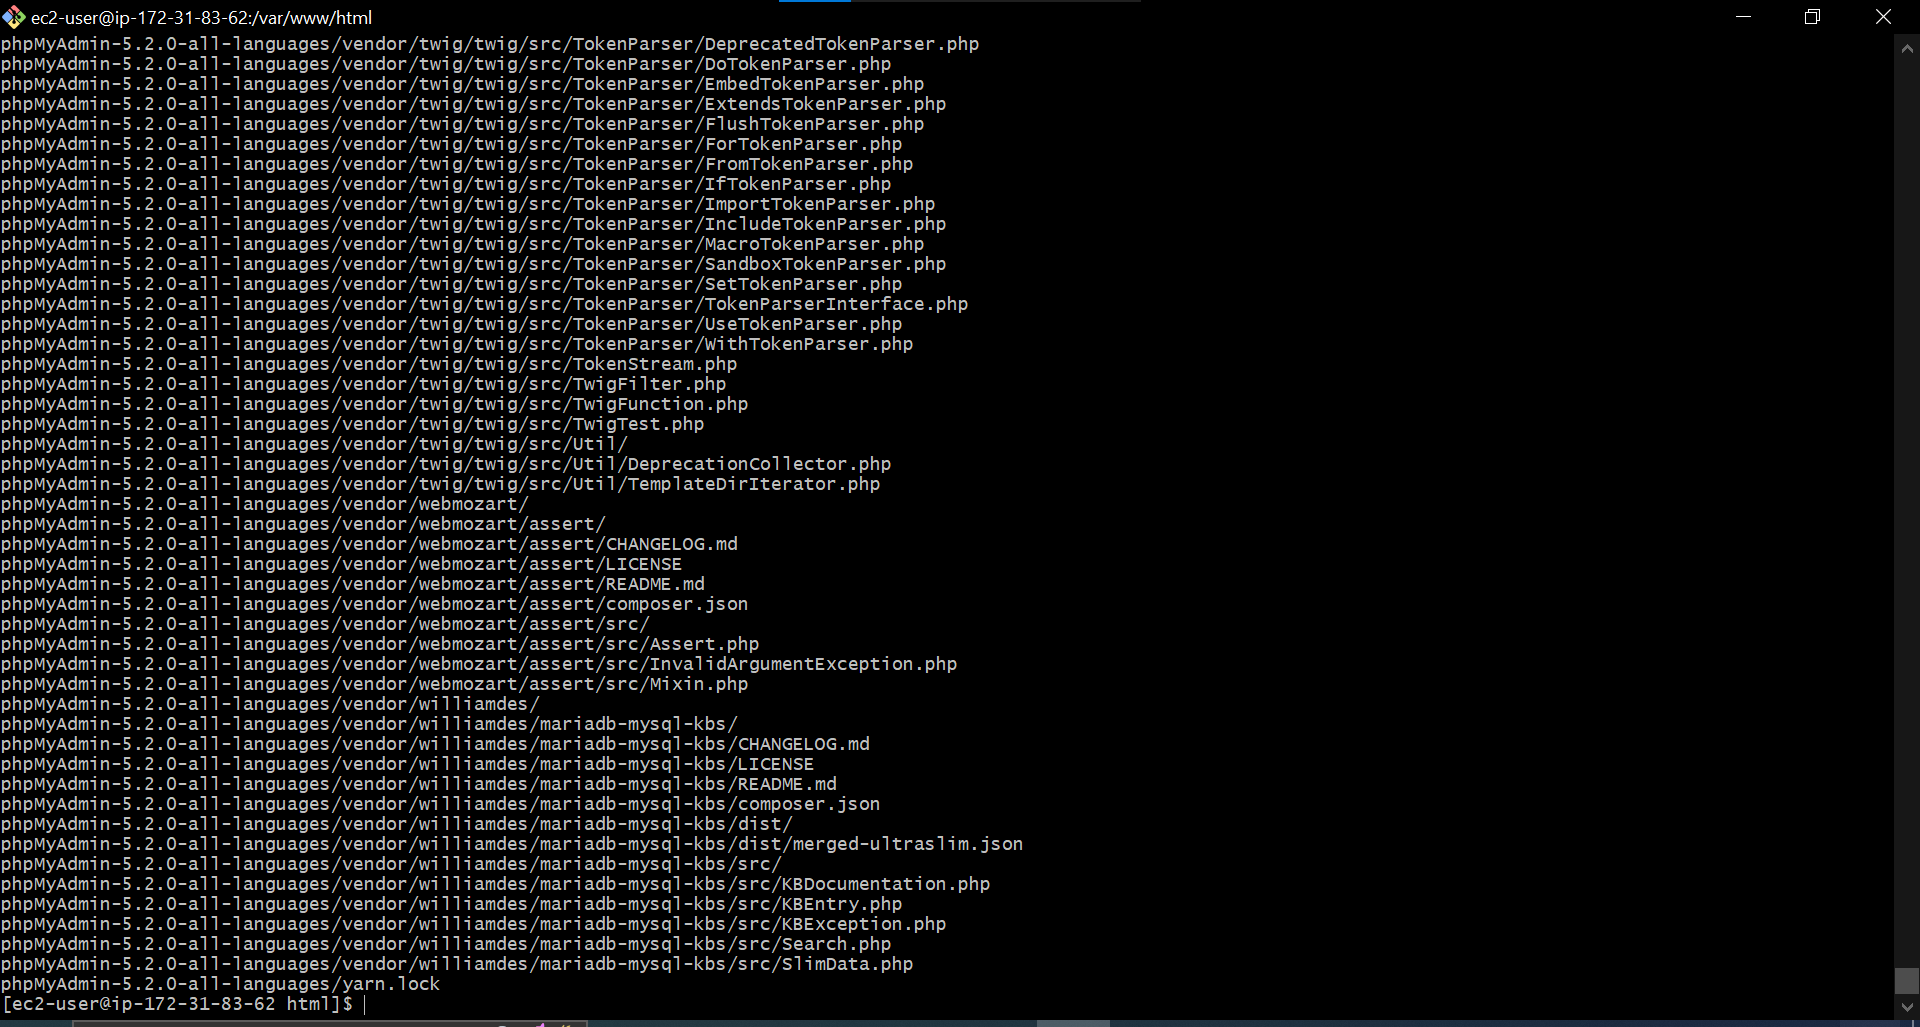 ec2-user@ip-172-31-83-62:/var/www/html
phpMyAdmin-5.2.0-all-languages/vendor/twig/twig/src/TokenParser/DeprecatedTokenParser.php
phpMyAdmin-5.2.0-all-languages/vendor/twig/twig/src/TokenParser/DoTokenParser.php
phpMyAdmin-5.2.0-all-languages/vendor/twig/twig/src/TokenParser/EmbedTokenParser.php
phpMyAdmin-5.2.0-all-languages/vendor/twig/twig/src/TokenParser/ExtendsTokenParser.php
phpMyAdmin-5.2.0-all-languages/vendor/twig/twig/src/TokenParser/FlushTokenParser.php
phpMyAdmin-5.2.0-all-languages/vendor/twig/twig/src/TokenParser/ForTokenParser.php
phpMyAdmin-5.2.0-all-languages/vendor/twig/twig/src/TokenParser/FromTokenParser.php
phpMyAdmin-5.2.0-all-languages/vendor/twig/twig/src/TokenParser/IfTokenParser.php
phpMyAdmin-5.2.0-all-languages/vendor/twig/twig/src/TokenParser/ImportTokenParser.php
phpMyAdmin-5.2.0-all-languages/vendor/twig/twig/src/TokenParser/IncludeTokenParser.php
phpMyAdmin-5.2.0-all-languages/vendor/twig/twig/src/TokenParser/MacroTokenParser.php
phpMyAdmin-5.2.0-all-languages/vendor/twig/twig/src/TokenParser/SandboxTokenParser.php
phpMyAdmin-5.2.0-all-languages/vendor/twig/twig/src/TokenParser/SetTokenParser.php
phpMyAdmin-5.2.0-all-languages/vendor/twig/twig/src/TokenParser/TokenParserInterface.php
phpMyAdmin-5.2.0-all-languages/vendor/twig/twig/src/TokenParser/UseTokenParser.php
phpMyAdmin-5.2.0-all-languages/vendor/twig/twig/src/TokenParser/WithTokenParser.php
phpMyAdmin-5.2.0-all-languages/vendor/twig/twig/src/TokenStream.php
phpMyAdmin-5.2.0-all-languages/vendor/twig/twig/src/TwigFilter.php
phpMyAdmin-5.2.0-all-languages/vendor/twig/twig/src/TwigFunction.php
phpMyAdmin-5.2.0-all-languages/vendor/twig/twig/src/TwigTest.php
phpMyAdmin-5.2.0-all-languages/vendor/twig/twig/src/Util/
phpMyAdmin-5.2.0-all-languages/vendor/twig/twig/src/Util/DeprecationCollector.php
phpMyAdmin-5.2.0-all-languages/vendor/twig/twig/src/Util/TemplateDirIterator.php
phpMyAdmin-5.2.0-all-languages/vendor/webmozart/
phpMyAdmin-5.2.0-all-languages/vendor/webmozart/assert/
phpMyAdmin-5.2.0-all-languages/vendor/webmozart/assert/CHANGELOG.md
phpMyAdmin-5.2.0-all-languages/vendor/webmozart/assert/LICENSE
phpMyAdmin-5.2.0-all-languages/vendor/webmozart/assert/README.md
phpMyAdmin-5.2.0-all-languages/vendor/webmozart/assert/composer.json
phpMyAdmin-5.2.0-all-languages/vendor/webmozart/assert/src/
phpMyAdmin-5.2.0-all-languages/vendor/webmozart/assert/src/Assert.php
phpMyAdmin-5.2.0-all-languages/vendor/webmozart/assert/src/InvalidArgumentException.php
phpMyAdmin-5.2.0-all-languages/vendor/webmozart/assert/src/Mixin.php
phpMyAdmin-5.2.0-all-languages/vendor/williamdes/
phpMyAdmin-5.2.0-all-languages/vendor/williamdes/mariadb-mysql-kbs/
phpMyAdmin-5.2.0-all-languages/vendor/williamdes/mariadb-mysql-kbs/CHANGELOG.md
phpMyAdmin-5.2.0-all-languages/vendor/williamdes/mariadb-mysql-kbs/LICENSE
phpMyAdmin-5.2.0-all-languages/vendor/williamdes/mariadb-mysql-kbs/README.md
phpMyAdmin-5.2.0-all-languages/vendor/williamdes/mariadb-mysql-kbs/composer.json
phpMyAdmin-5.2.0-all-languages/vendor/williamdes/mariadb-mysql-kbs/dist/
phpMyAdmin-5.2.0-all-languages/vendor/williamdes/mariadb-mysql-kbs/dist/merged-ultraslim.json
phpMyAdmin-5.2.0-all-languages/vendor/williamdes/mariadb-mysql-kbs/src/
phpMyAdmin-5.2.0-all-languages/vendor/williamdes/mariadb-mysql-kbs/src/KBDocumentation.php
phpMyAdmin-5.2.0-all-languages/vendor/williamdes/mariadb-mysql-kbs/src/KBEntry.php
phpMyAdmin-5.2.0-all-languages/vendor/williamdes/mariadb-mysql-kbs/src/KBException.php
phpMyAdmin-5.2.0-all-languages/vendor/williamdes/mariadb-mysql-kbs/src/Search.php
phpMyAdmin-5.2.0-all-languages/vendor/williamdes/mariadb-mysql-kbs/src/SlimData.php
phpMyAdmin-5.2.0-all-languages/yarn.lock
[ec2-user@ip-172-31-83-62 html]$